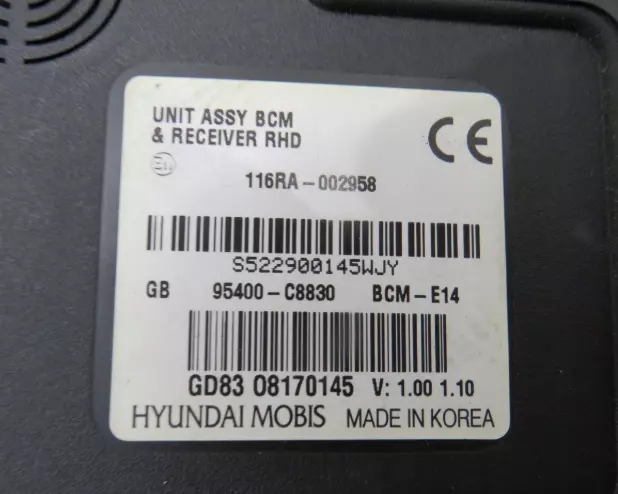 UNIT ASSY BCM
& RECEIVER RHD
CE
116RA-002958
S522900145WJY
GB 95400-C8830 BCM-E14
GD83 08170145 V: 1.00 1.10
HYUNDAI MOBIS MADE IN KOREA